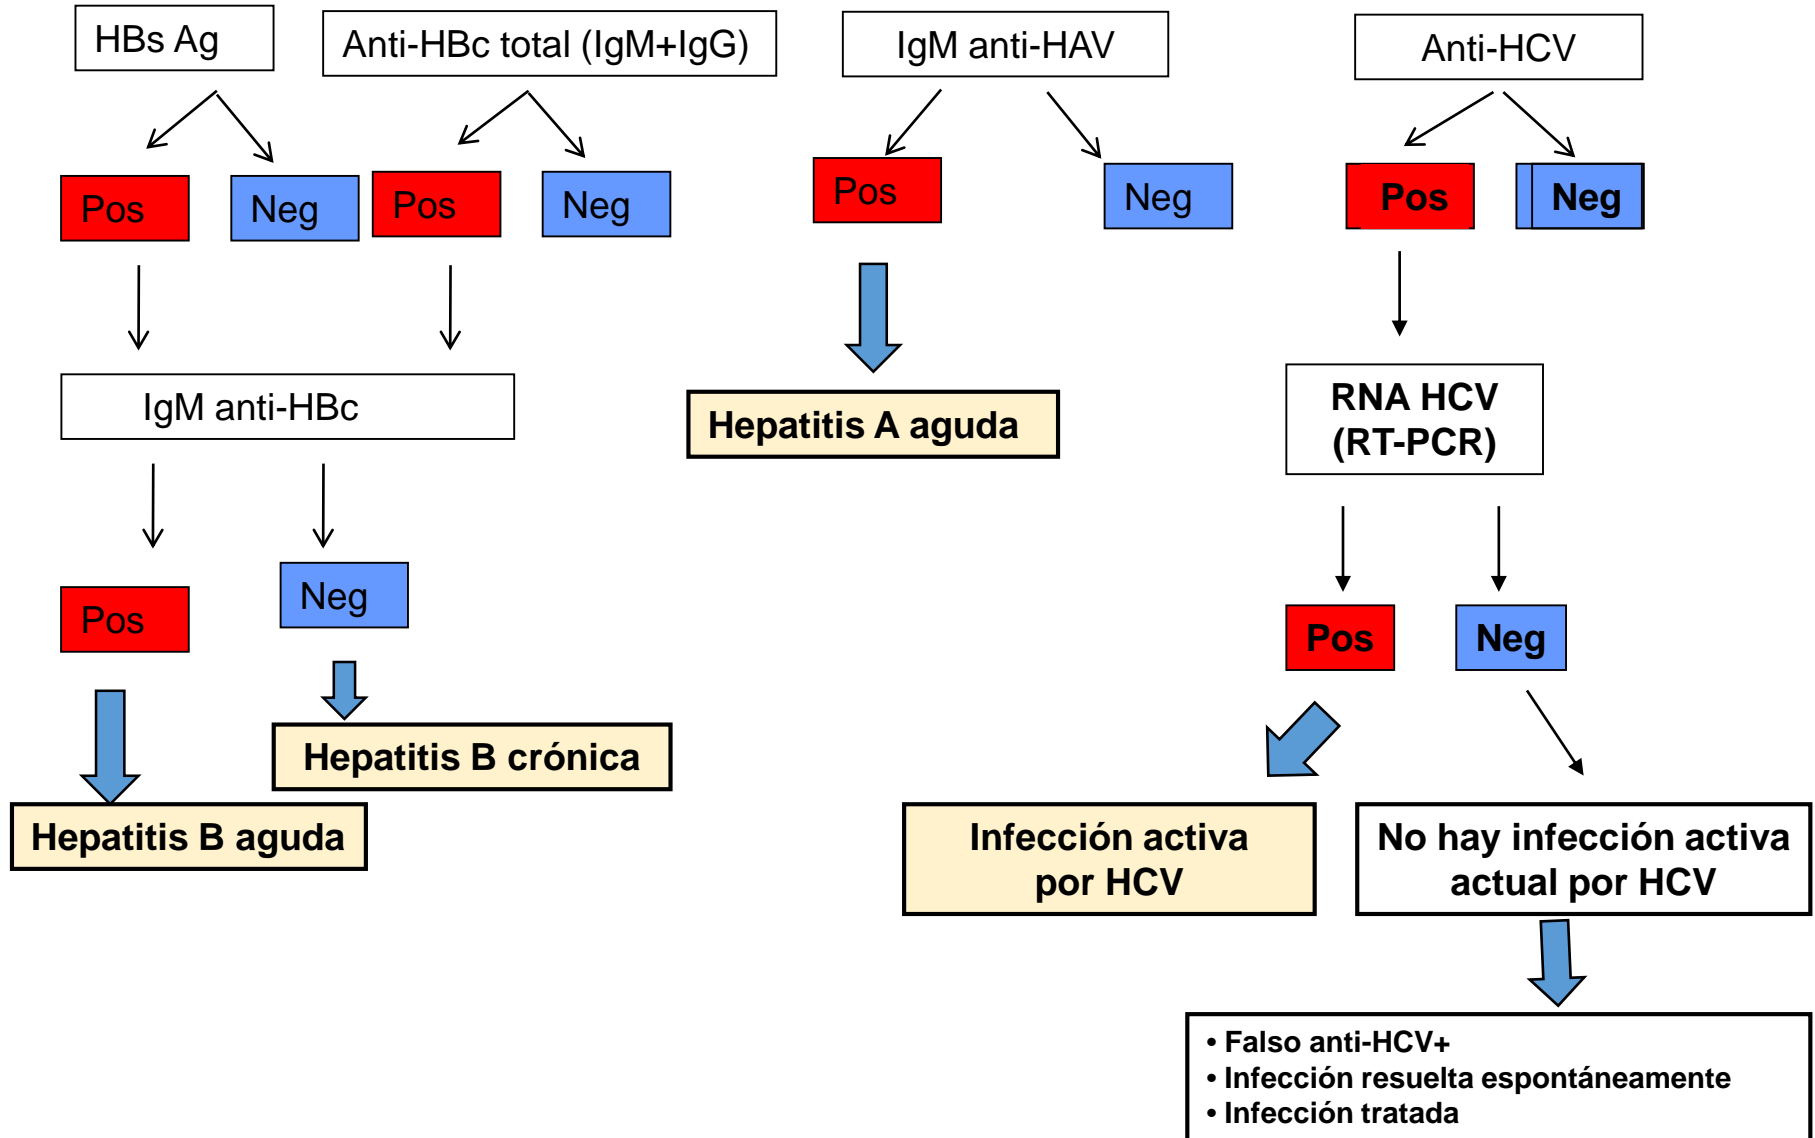 HBs Ag
Anti-HBc total (IgM+IgG)
IgM anti-HAV
Anti-HCV
Pos
Neg
Pos
Neg
Pos
Neg
Pos
Neg
IgM anti-HBc
Hepatitis A aguda
RNA HCV
(RT-PCR)
Pos
Neg
Pos
Neg
Hepatitis B crónica
Hepatitis B aguda
Infección activa
por HCV
No hay infección activa
actual por HCV
• Falso anti-HCV+
• Infección resuelta espontáneamente
• Infección tratada